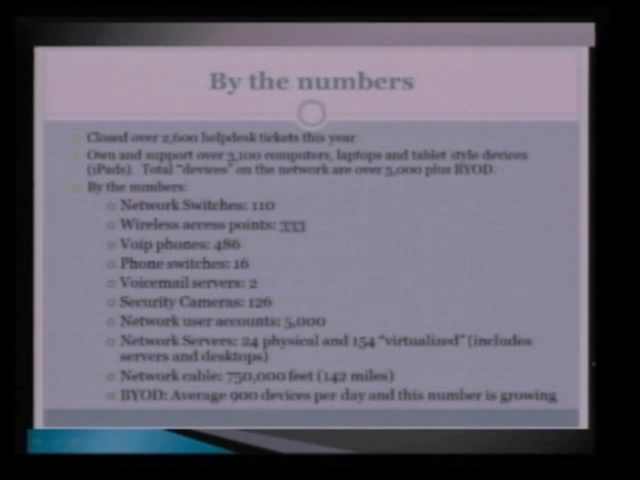 By the numbers
Closed over 2,600 helpdesk tickets this year
Own and support over 3,100 computers, laptops and tablet style devices
(iPads). Total "devices" on the network are over 5,000 plus BYOD.
By the numbers:
Network Switches: 110
Wireless access points: 333
Voip phones: 486
Phone switches: 16
Voicemail servers: 2
Security Cameras: 126
Network user accounts: 5,000
Network Servers: 24 physical and 154 "virtualized" (includes
servers and desktops)
Network cable: 750,000 feet (142 miles)
BYOD: Average 900 devices per day and this number is growing